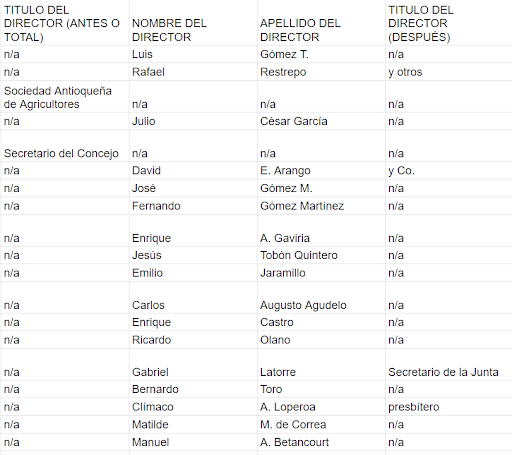 TITULO DEL DIRECTOR (ANTES O TOTAL) NOMBRE DEL DIRECTOR APELLIDO DEL DIRECTOR TITULO DEL DIRECTOR (DESPUÉS)
n/a Luis Gómez T. n/a
n/a Rafael Restrepo y otros
Sociedad Antioqueña de Agricultores n/a n/a n/a
n/a Julio Cèsar García n/a
Secretario del Concejo n/a n/a n/a
n/a David E. Arango y Co.
n/a José Gómez M. n/a
n/a Fernando Gómez Martínez n/a
n/a Enrique A. Gaviria n/a
n/a Jesús Tobón Quintero n/a
n/a Emilio Jaramillo n/a
n/a Carlos Augusto Agudelo n/a
n/a Enrique Castro n/a
n/a Ricardo Olano n/a
n/a Gabriel Latorre Secretario de la Junta
n/a Bernardo Toro n/a
n/a Clímaco A. Loperoa presbítero
n/a Matilde M. de Correa n/a
n/a Manuel A. Betancourt n/a